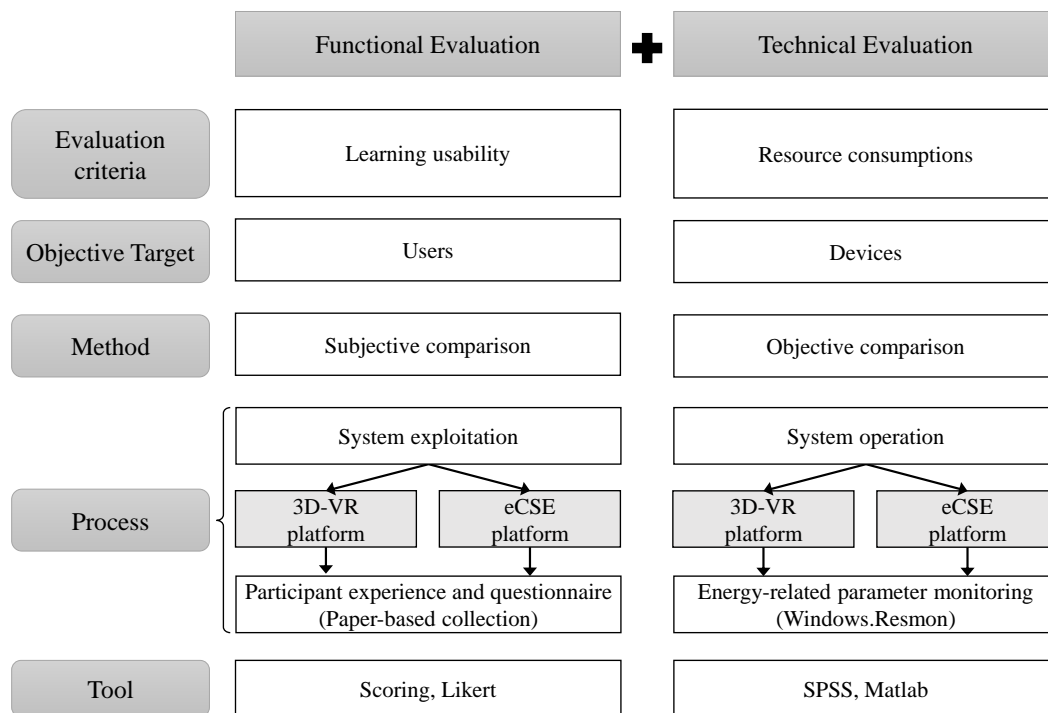 Functional Evaluation
Technical Evaluation
Evaluation
criteria
Learning usability
Resource consumptions
Objective Target
Users
Devices
Method
Subjective comparison
Objective comparison
Process
System exploitation
3D-VR
platform
eCSE
platform
Participant experience and questionnaire
(Paper-based collection)
System operation
3D-VR
platform
eCSE
platform
Energy-related parameter monitoring
(Windows.Resmon)
Tool
Scoring, Likert
SPSS, Matlab